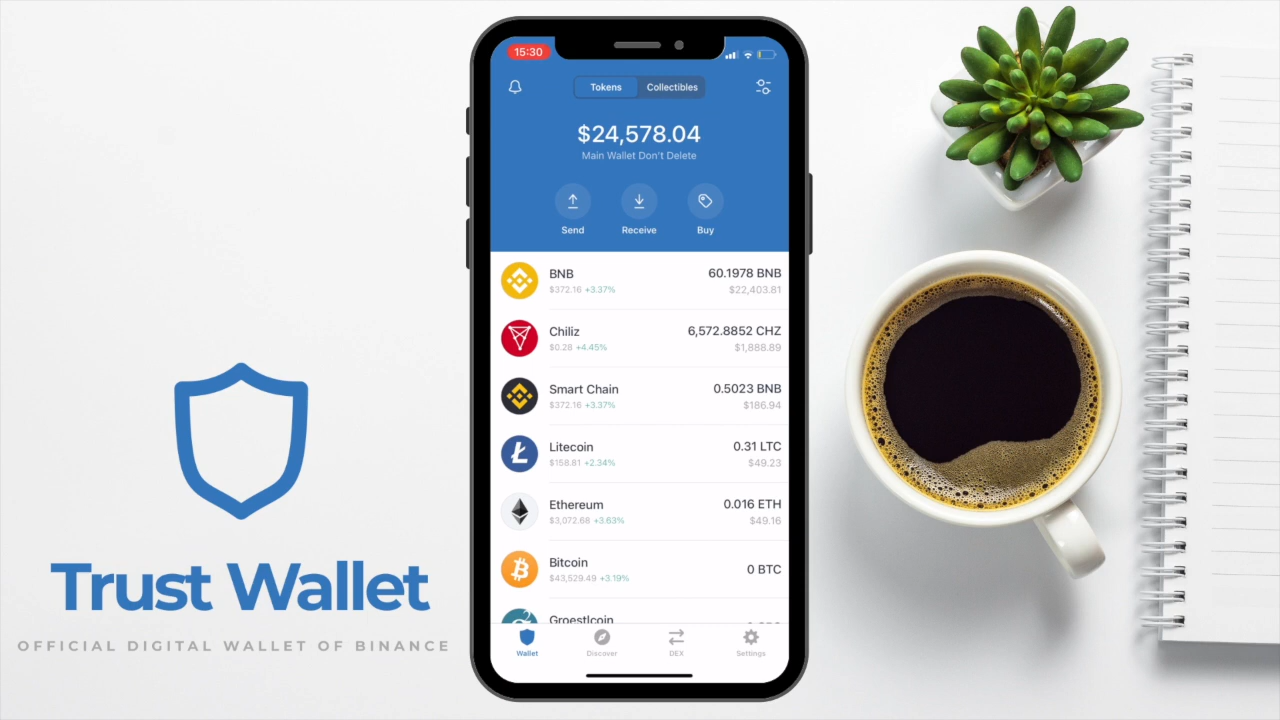 15:30
Tokens
Collectibles
$24,578.04
Main Wallet Don't Delete
Send
Receive
Buy
BNB
60.1978 BNB
$372.16 +3.37%
$22,403.81
Chiliz
6,572.8852 CHZ
$0.28 +4.45%
$1,888.89
Smart Chain
0.5023 BNB
$372.16 +3.37%
$186.94
Litecoin
0.31 LTC
$158.81 +2.34%
$49.23
Ethereum
0.016 ETH
$3,072.68 +3.63%
$49.16
Bitcoin
0 BTC
$43,529.49 +3.19%
Groestlcoin
Wallet
Discover
DEX
Settings
Trust Wallet
OFFICIAL DIGITAL WALLET OF BINANCE